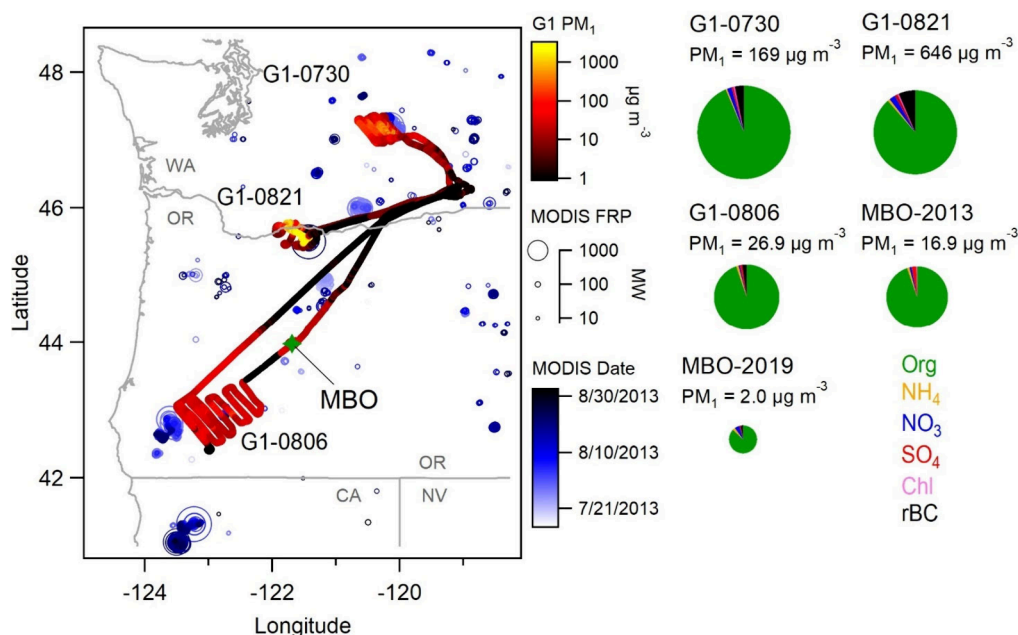 48
46
44
42
Latitude
-124
-122
-120
Longitude
G1-0730
WA
G1-0821
OR
MBO
G1-0806
OR
CA
NV
G1 PM₁
1000
100
10
1
µg m⁻³
MODIS FRP
1000
100
10
MW
MODIS Date
8/30/2013
8/10/2013
7/21/2013
G1-0730
PM₁ = 169 µg m⁻³
G1-0821
PM₁ = 646 µg m⁻³
G1-0806
PM₁ = 26.9 µg m⁻³
MBO-2013
PM₁ = 16.9 µg m⁻³
MBO-2019
PM₁ = 2.0 µg m⁻³
Org
NH₄
NO₃
SO₄
Chl
rBC